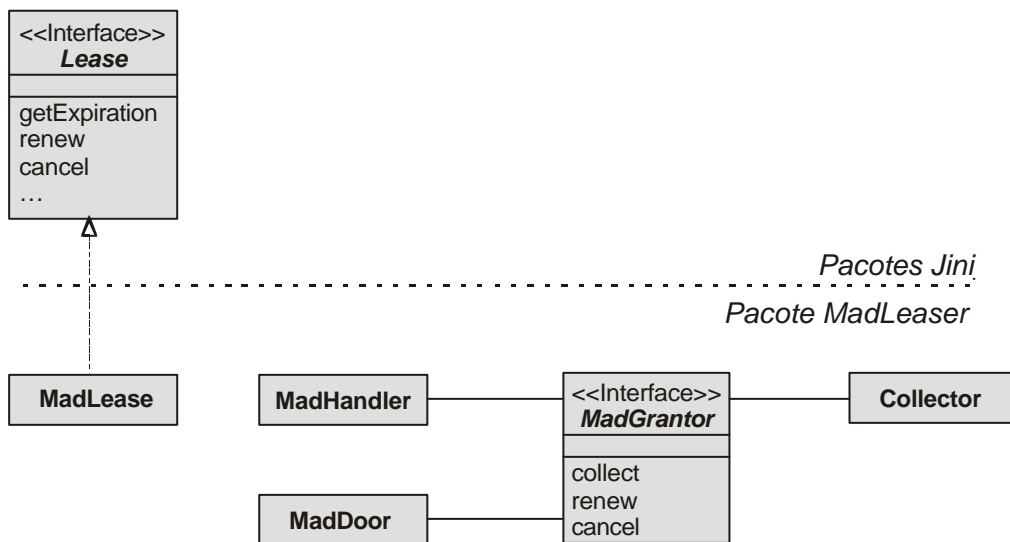 <<Interface>>
Lease
getExpiration
renew
cancel
…
Pacotes Jini
Pacote MadLeaser
MadLease
MadHandler
<<Interface>>
MadGrantor
collect
renew
cancel
Collector
MadDoor